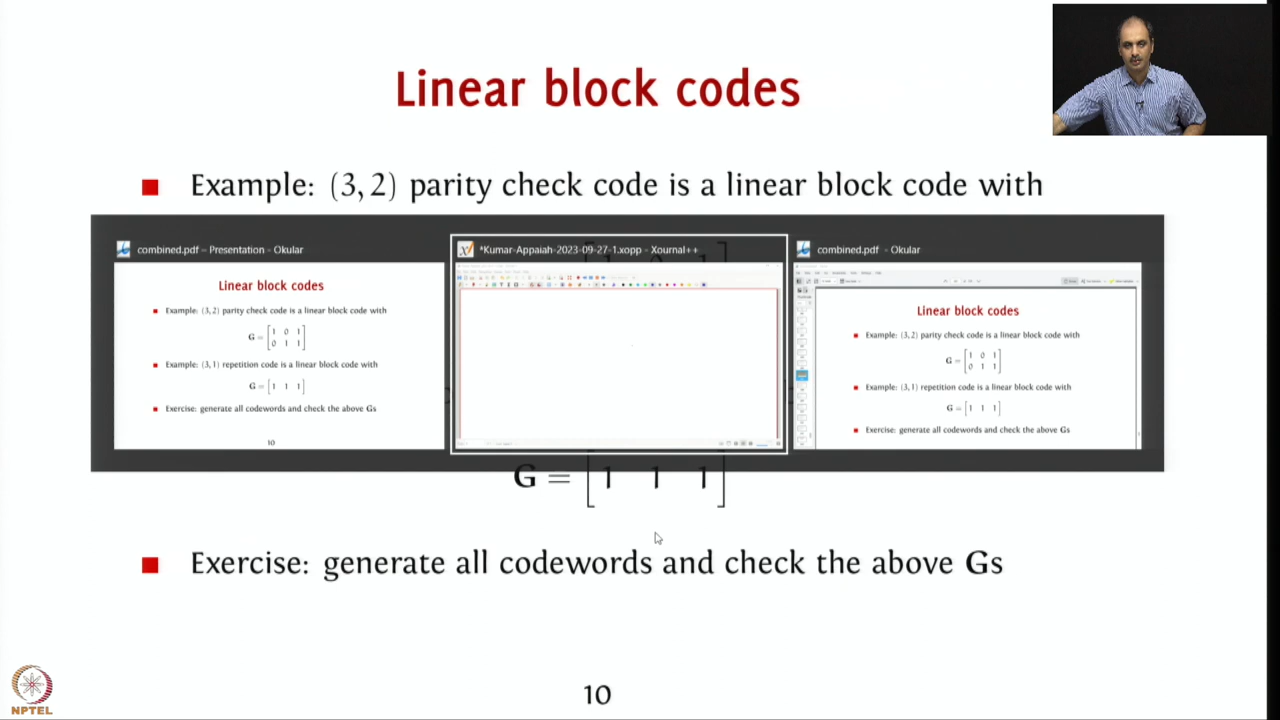 Linear block codes
Example: (3, 2) parity check code is a linear block code with
combined.pdf – Presentation - Okular
Linear block codes
Example: (3, 2) parity check code is a linear block code with
G = [1 0 1
0 1 1]
Example: (3, 1) repetition code is a linear block code with
G = [1 1 1]
Exercise: generate all codewords and check the above Gs
10
*Kumar-Appaiah-2023-09-27-1.xopp - Xournal++
combined.pdf - Okular
Linear block codes
Example: (3, 2) parity check code is a linear block code with
G = [1 0 1
0 1 1]
Example: (3, 1) repetition code is a linear block code with
G = [1 1 1]
Exercise: generate all codewords and check the above Gs
G = [1 1 1]
Exercise: generate all codewords and check the above Gs
10
NPTEL